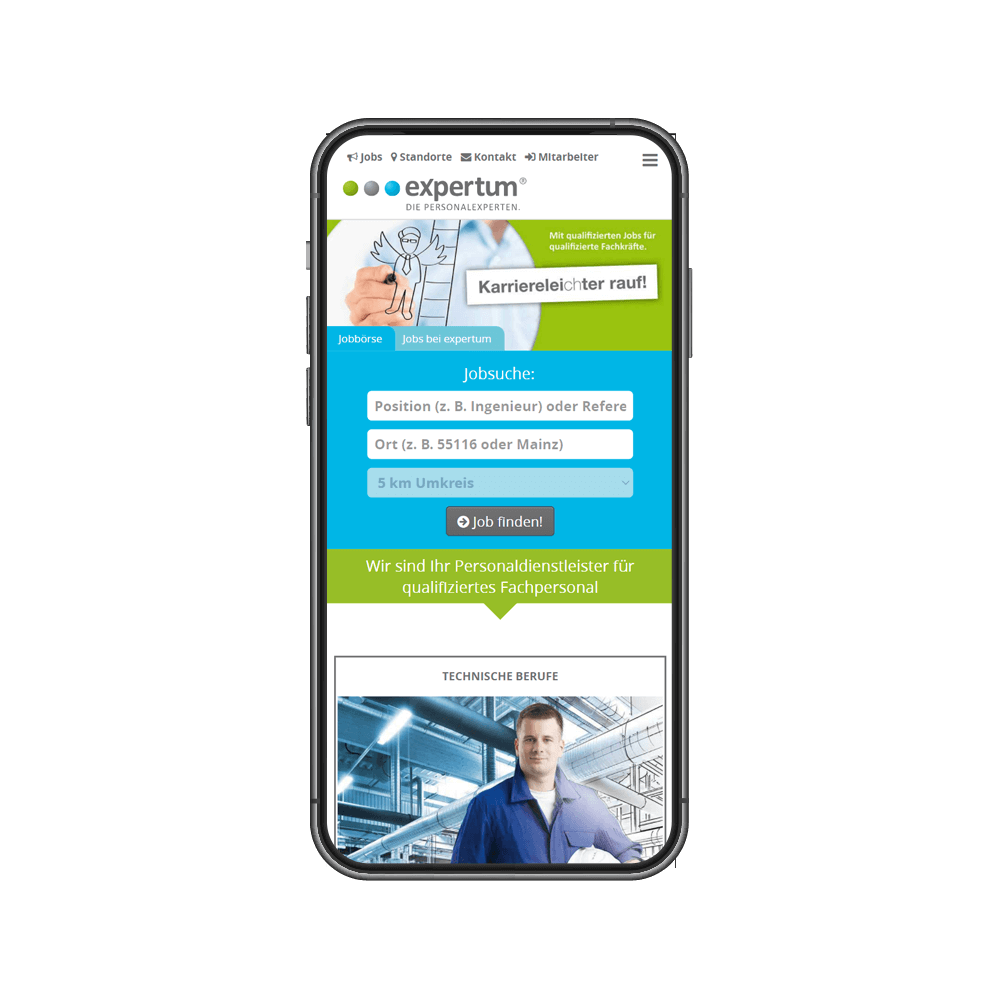 Jobs Standorte Kontakt Mitarbeiter
expertum®
DIE PERSONALEXPERTEN.
Mit qualifizierten Jobs für
qualifizierte Fachkräfte.
Karriereleichter rauf!
Jobbörse Jobs bei expertum
Jobsuche:
Position (z. B. Ingenieur) oder Refere
Ort (z. B. 55116 oder Mainz)
5 km Umkreis
Job finden!
Wir sind Ihr Personaldienstleister für
qualifiziertes Fachpersonal
TECHNISCHE BERUFE